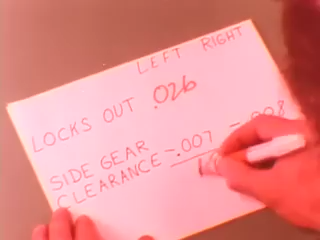 LEFT RIGHT
LOCKS OUT .026
SIDE GEAR
CLEARANCE -.007 -.008